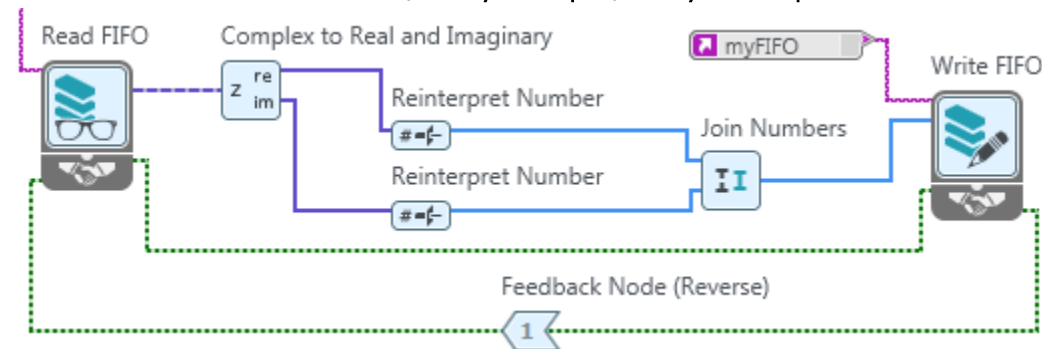 Read FIFO
Complex to Real and Imaginary
myFIFO
Write FIFO
z
re
im
Reinterpret Number
#
Join Numbers
Reinterpret Number
#
Feedback Node (Reverse)
1